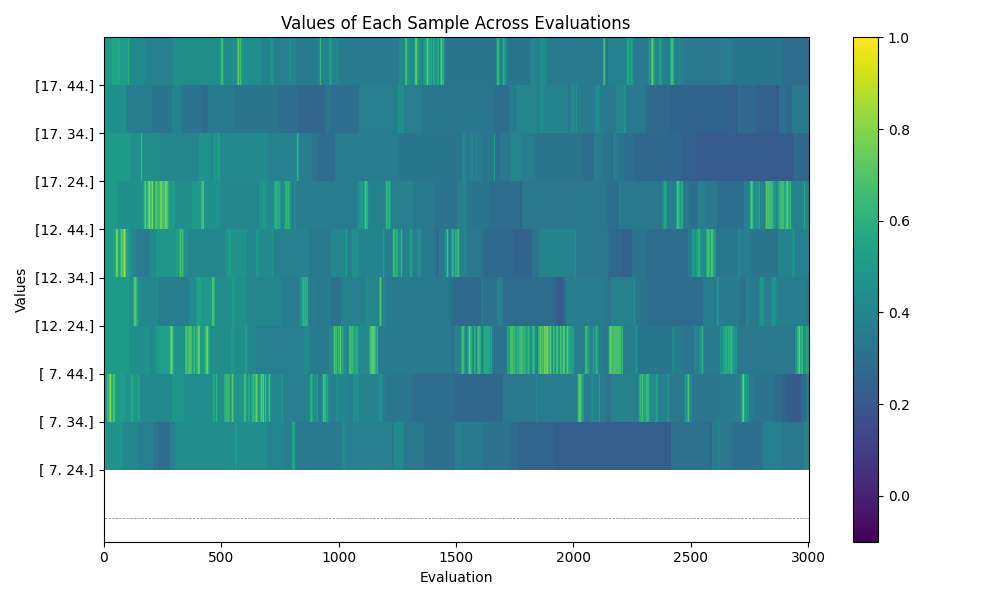 Values of Each Sample Across Evaluations
[17. 44.]
[17. 34.]
[17. 24.]
[12. 44.]
[12. 34.]
[12. 24.]
[ 7. 44.]
[ 7. 34.]
[ 7. 24.]
Values
0 500 1000 1500 2000 2500 3000
Evaluation
1.0
0.8
0.6
0.4
0.2
0.0